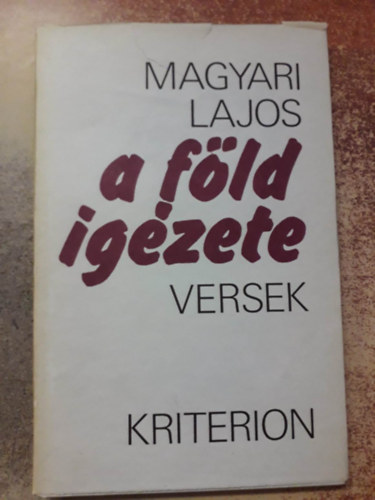 MAGYARI
LAJOS
a föld
igézete
VERSEK
KRITERION